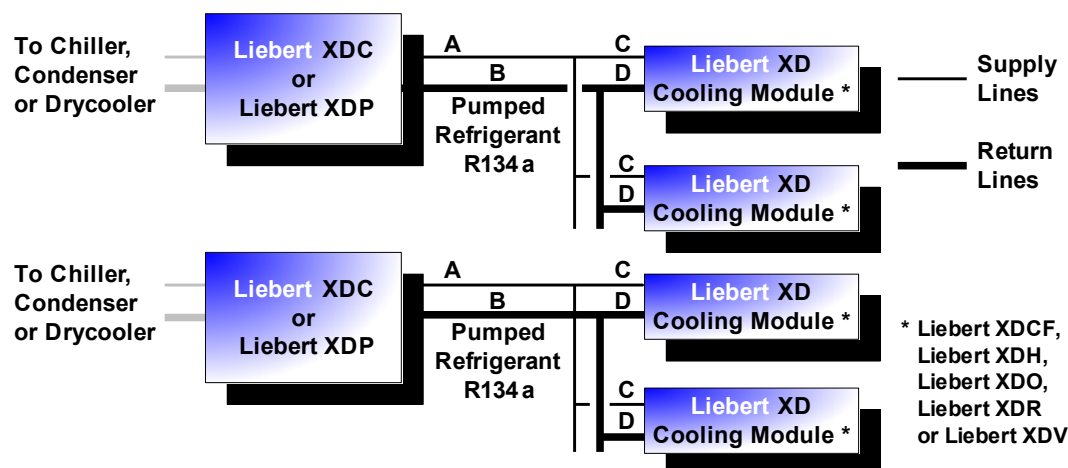 To Chiller,
Condenser
or Drycooler
Liebert XDC
or
Liebert XDP
A
B
Pumped
Refrigerant
R134a
C
D
Liebert XD
Cooling Module *
C
D
Liebert XD
Cooling Module *
Supply
Lines
Return
Lines
To Chiller,
Condenser
or Drycooler
Liebert XDC
or
Liebert XDP
A
B
Pumped
Refrigerant
R134a
C
D
Liebert XD
Cooling Module *
C
D
Liebert XD
Cooling Module *
* Liebert XDCF,
Liebert XDH,
Liebert XDO,
Liebert XDR
or Liebert XDV